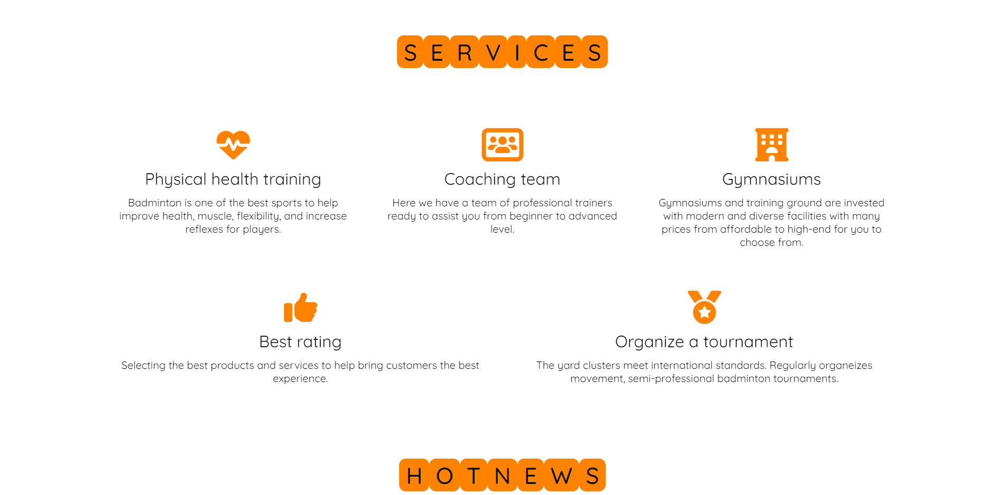 SERVICES
Physical health training
Badminton is one of the best sports to help
improve health, muscle, flexibility, and increase
reflexes for players.
Coaching team
Here we have a team of professional trainers
ready to assist you from beginner to advanced
level.
Gymnasiums
Gymnasiums and training ground are invested
with modern and diverse facilities with many
prices from affordable to high-end for you to
choose from.
Best rating
Selecting the best products and services to help bring customers the best
experience.
Organize a tournament
The yard clusters meet international standards. Regularly organeizes
movement, semi-professional badminton tournaments.
HOTNEWS